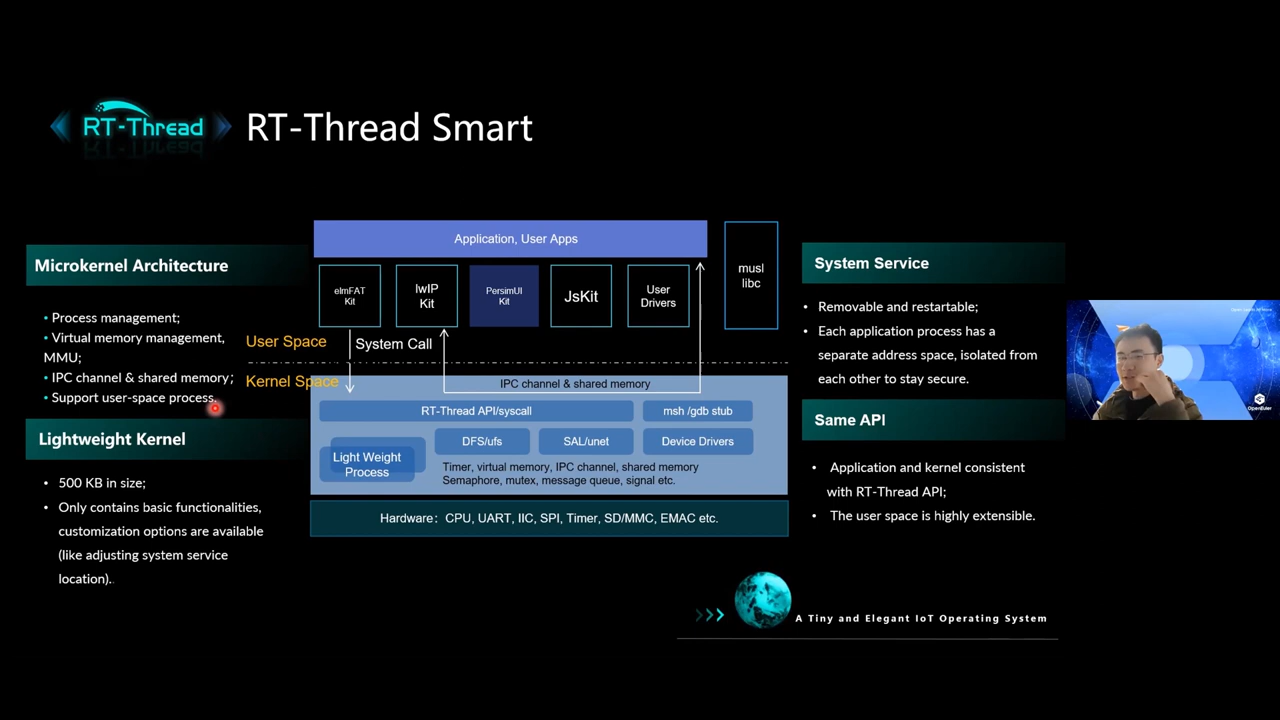 RT-Thread
RT-Thread Smart
Microkernel Architecture
• Process management;
• Virtual memory management,
MMU;
• IPC channel & shared memory;
• Support user-space process.
Lightweight Kernel
• 500 KB in size;
• Only contains basic functionalities,
customization options are available
(like adjusting system service
location)..
Application, User Apps
elmFAT
Kit
lwIP
Kit
PersimUI
Kit
JsKit
User
Drivers
musl
libc
User Space
System Call
Kernel Space
IPC channel & shared memory
RT-Thread API/syscall
msh /gdb stub
DFS/ufs
SAL/unet
Device Drivers
Light Weight
Process
Timer, virtual memory, IPC channel, shared memory
Semaphore, mutex, message queue, signal etc.
Hardware: CPU, UART, IIC, SPI, Timer, SD/MMC, EMAC etc.
System Service
• Removable and restartable;
• Each application process has a
separate address space, isolated from
each other to stay secure.
Same API
• Application and kernel consistent
with RT-Thread API;
• The user space is highly extensible.
A Tiny and Elegant IoT Operating System
OpenEuler